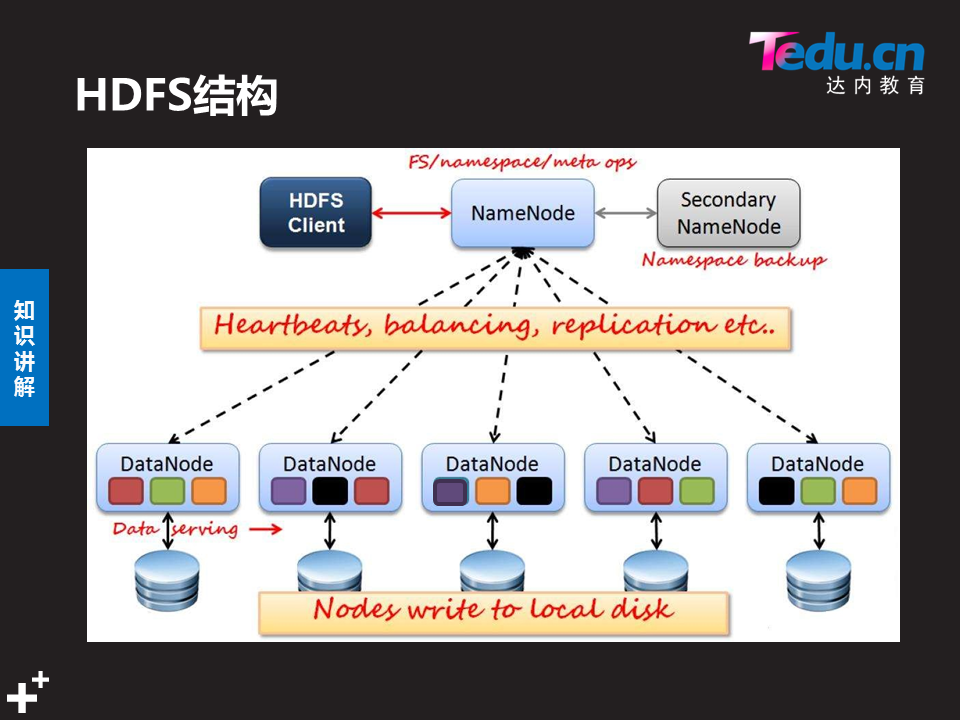 Tedu.cn
达内教育
HDFS结构
知识讲解
FS/namespace/meta ops
HDFS
Client
NameNode
Secondary
NameNode
Namespace backup
Heartbeats, balancing, replication etc..
DataNode
DataNode
DataNode
DataNode
DataNode
Data serving
Nodes write to local disk